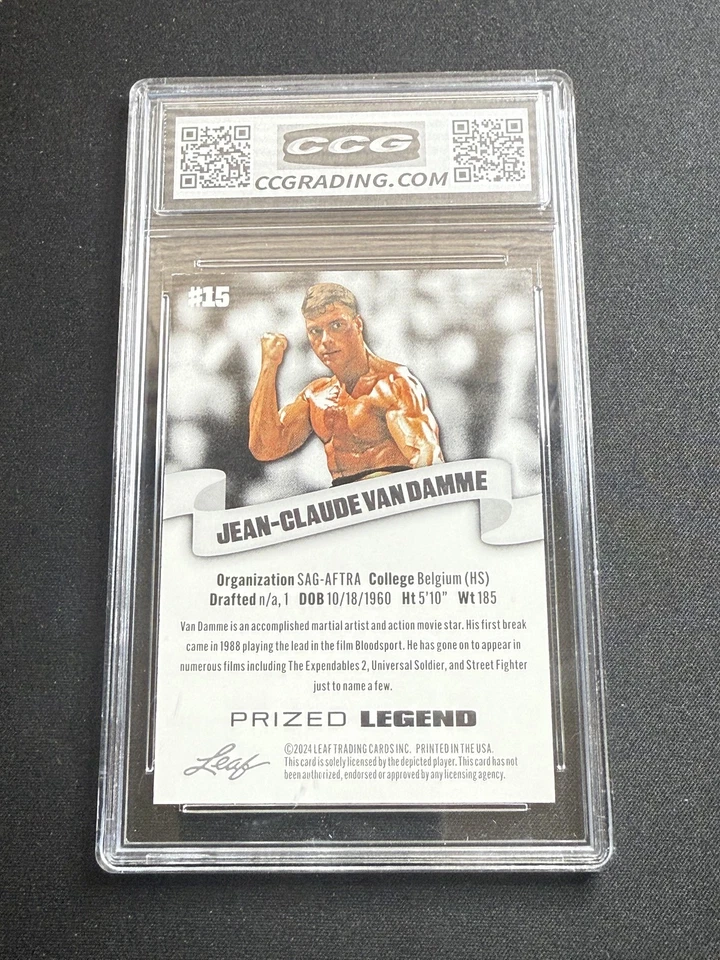 CCG
CCGRADING.COM
#15
JEAN-CLAUDE VAN DAMME
Organization SAG-AFTRA College Belgium (HS)
Drafted n/a, 1 DOB 10/18/1960 Ht 5'10" Wt 185
Van Damme is an accomplished martial artist and action movie star. His first break
came in 1988 playing the lead in the film Bloodsport. He has gone on to appear in
numerous films including The Expendables 2, Universal Soldier, and Street Fighter
just to name a few.
PRIZED LEGEND
Leaf
©2024 LEAF TRADING CARDS INC. PRINTED IN THE USA.
This card is solely licensed by the depicted player. This card has not
been authorized, endorsed or approved by any licensing agency.